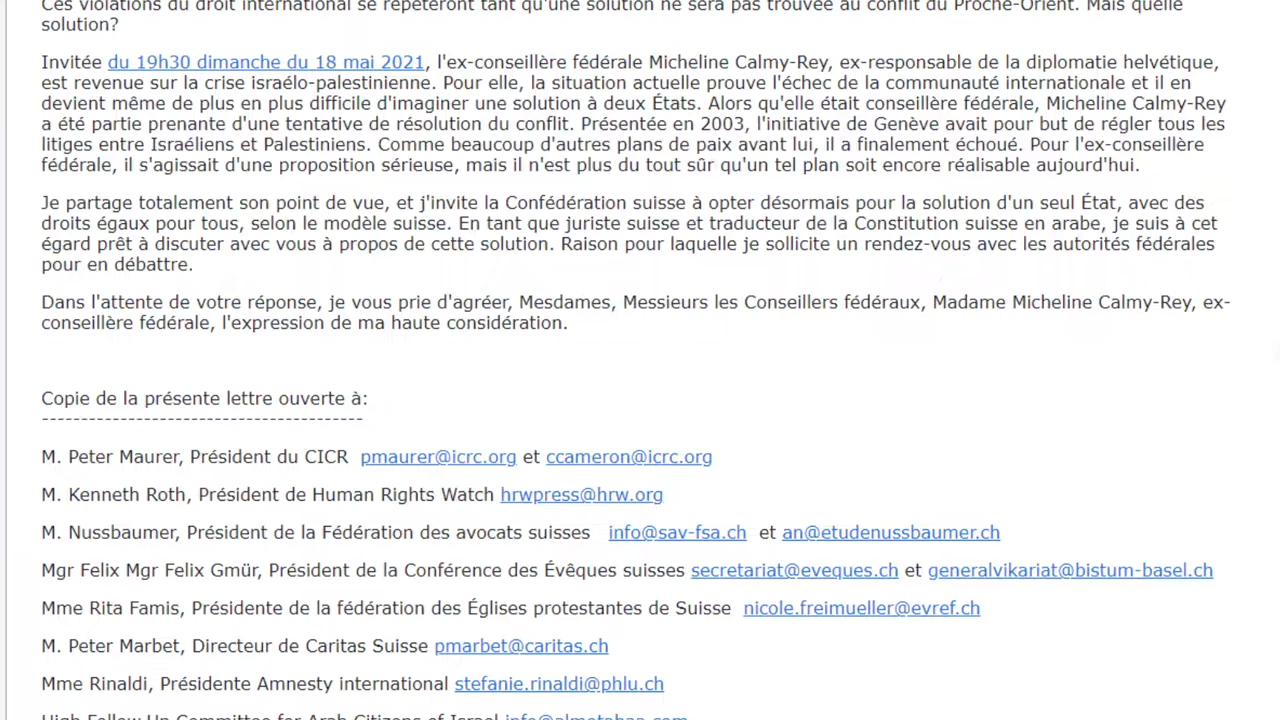 Ces violations du droit international se répéteront tant qu'une solution ne sera pas trouvée au conflit du Proche-Orient. Mais quelle
solution?
Invitée du 19h30 dimanche du 18 mai 2021, l'ex-conseillère fédérale Micheline Calmy-Rey, ex-responsable de la diplomatie helvétique,
est revenue sur la crise israélo-palestinienne. Pour elle, la situation actuelle prouve l'échec de la communauté internationale et il en
devient même de plus en plus difficile d'imaginer une solution à deux États. Alors qu'elle était conseillère fédérale, Micheline Calmy-Rey
a été partie prenante d'une tentative de résolution du conflit. Présentée en 2003, l'initiative de Genève avait pour but de régler tous les
litiges entre Israéliens et Palestiniens. Comme beaucoup d'autres plans de paix avant lui, il a finalement échoué. Pour l'ex-conseillère
fédérale, il s'agissait d'une proposition sérieuse, mais il n'est plus du tout sûr qu'un tel plan soit encore réalisable aujourd'hui.
Je partage totalement son point de vue, et j'invite la Confédération suisse à opter désormais pour la solution d'un seul État, avec des
droits égaux pour tous, selon le modèle suisse. En tant que juriste suisse et traducteur de la Constitution suisse en arabe, je suis à cet
égard prêt à discuter avec vous à propos de cette solution. Raison pour laquelle je sollicite un rendez-vous avec les autorités fédérales
pour en débattre.
Dans l'attente de votre réponse, je vous prie d'agréer, Mesdames, Messieurs les Conseillers fédéraux, Madame Micheline Calmy-Rey, ex-
conseillère fédérale, l'expression de ma haute considération.
Copie de la présente lettre ouverte à:
-----------------------------------------
M. Peter Maurer, Président du CICR pmaurer@icrc.org et ccameron@icrc.org
M. Kenneth Roth, Président de Human Rights Watch hrwpress@hrw.org
M. Nussbaumer, Président de la Fédération des avocats suisses info@sav-fsa.ch et an@etudenussbaumer.ch
Mgr Felix Mgr Felix Gmür, Président de la Conférence des Évêques suisses secretariat@eveques.ch et generalvikariat@bistum-basel.ch
Mme Rita Famis, Présidente de la fédération des Églises protestantes de Suisse nicole.freimueller@evref.ch
M. Peter Marbet, Directeur de Caritas Suisse pmarbet@caritas.ch
Mme Rinaldi, Présidente Amnesty international stefanie.rinaldi@phlu.ch
High Follow Up Committee for Arab Citizens of Israel info@almotabaa.com